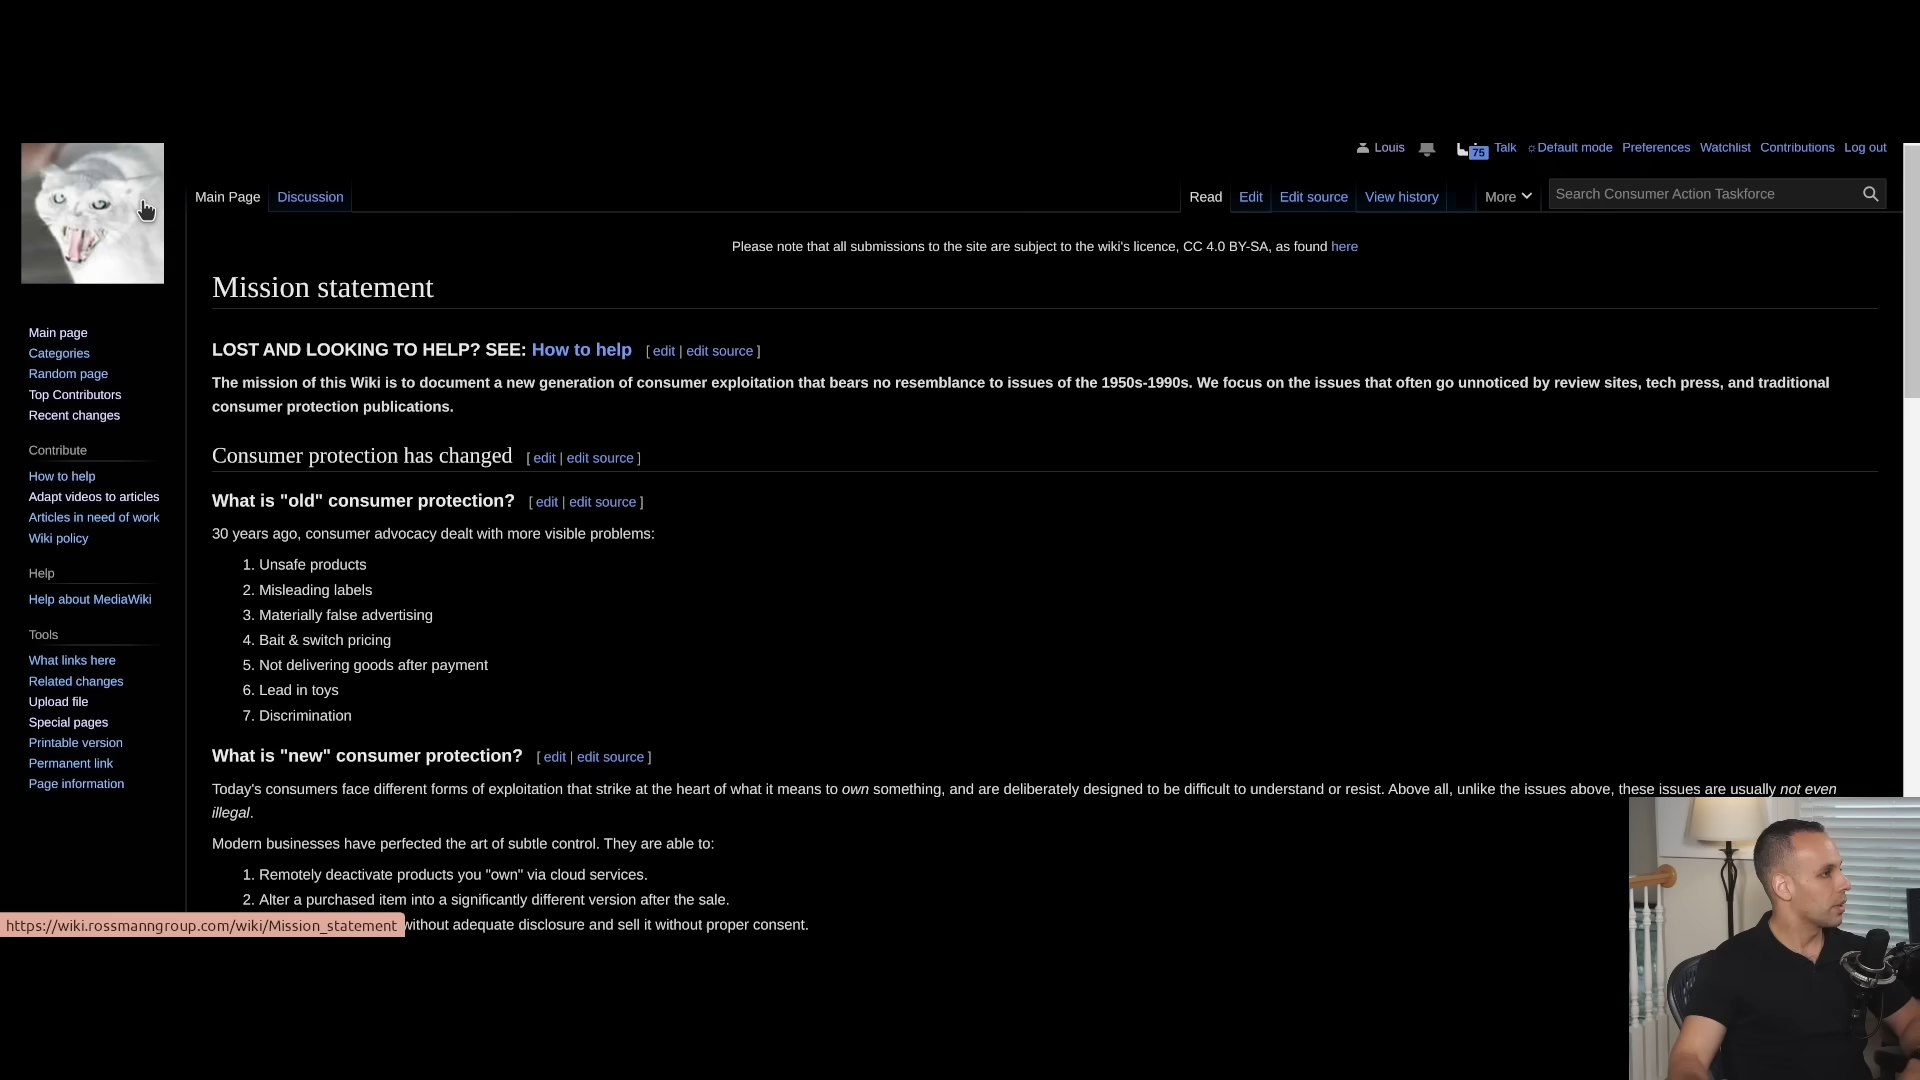 Louis 75 Talk Default mode Preferences Watchlist Contributions Log out
Main Page Discussion Read Edit Edit source View history More Search Consumer Action Taskforce
Please note that all submissions to the site are subject to the wiki's licence, CC 4.0 BY-SA, as found here
Mission statement
Main page
Categories
Random page
Top Contributors
Recent changes
Contribute
How to help
Adapt videos to articles
Articles in need of work
Wiki policy
Help
Help about MediaWiki
Tools
What links here
Related changes
Upload file
Special pages
Printable version
Permanent link
Page information
LOST AND LOOKING TO HELP? SEE: How to help [ edit | edit source ]
The mission of this Wiki is to document a new generation of consumer exploitation that bears no resemblance to issues of the 1950s-1990s. We focus on the issues that often go unnoticed by review sites, tech press, and traditional
consumer protection publications.
Consumer protection has changed [ edit | edit source ]
What is "old" consumer protection? [ edit | edit source ]
30 years ago, consumer advocacy dealt with more visible problems:
1. Unsafe products
2. Misleading labels
3. Materially false advertising
4. Bait & switch pricing
5. Not delivering goods after payment
6. Lead in toys
7. Discrimination
What is "new" consumer protection? [ edit | edit source ]
Today's consumers face different forms of exploitation that strike at the heart of what it means to own something, and are deliberately designed to be difficult to understand or resist. Above all, unlike the issues above, these issues are usually not even
illegal.
Modern businesses have perfected the art of subtle control. They are able to:
1. Remotely deactivate products you "own" via cloud services.
2. Alter a purchased item into a significantly different version after the sale.
without adequate disclosure and sell it without proper consent.
https://wiki.rossmanngroup.com/wiki/Mission_statement